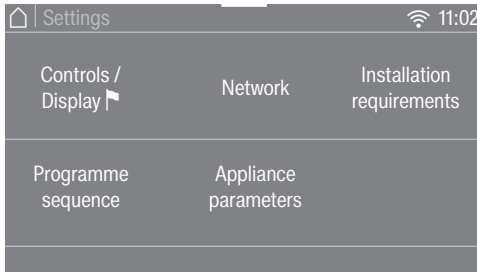 Settings
11:02
Controls /
Display
Network
Installation
requirements
Programme
sequence
Appliance
parameters